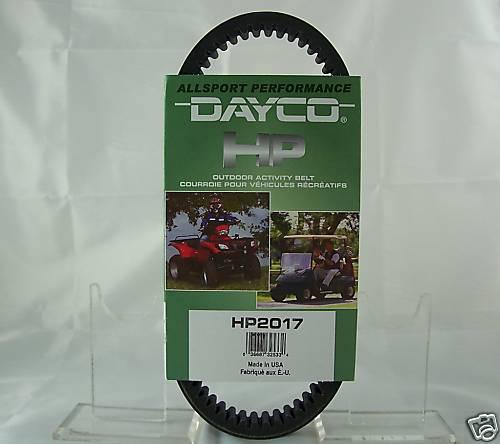 ALLSPORT PERFORMANCE
DAYCO®
HP
OUTDOOR ACTIVITY BELT
COURROIE POUR VÉHICULES RÉCRÉATIFS
HP2017
Made in USA
Fabriqué aux É.-U.